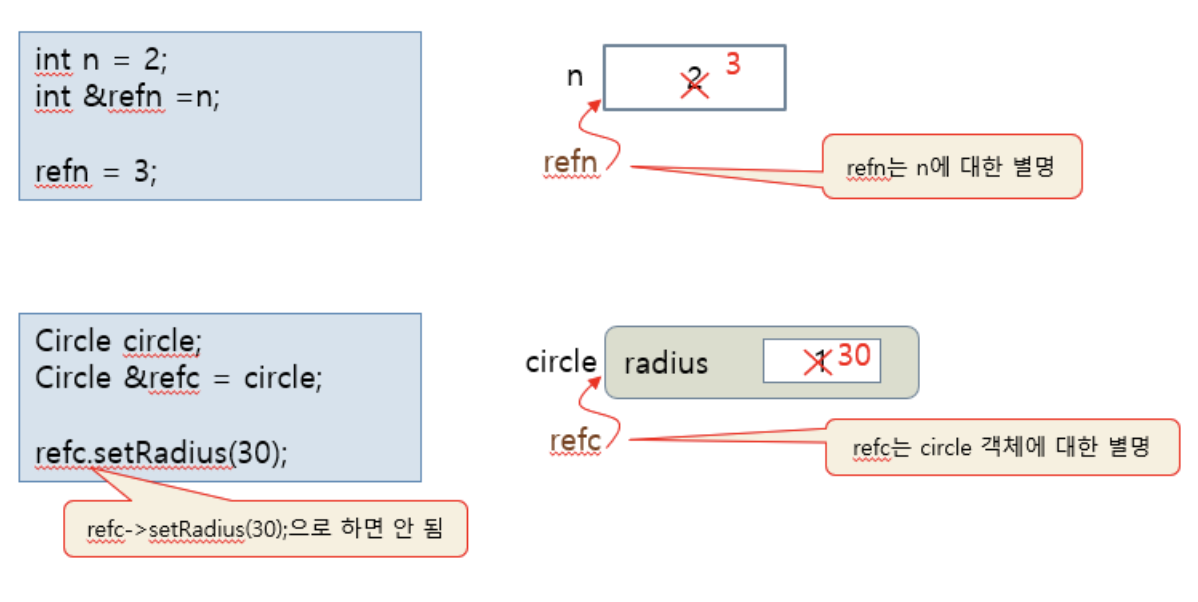 int n = 2;
int &refn =n;
refn = 3;
n
2 3
refn
refn는 n에 대한 별명
Circle circle;
Circle &refc = circle;
refc.setRadius(30);
refc->setRadius(30);으로 하면 안 됨
circle radius 1 30
refc
refc는 circle 객체에 대한 별명